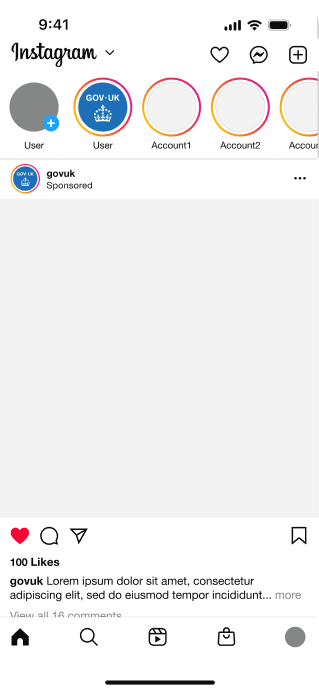 9:41
Instagram
GOV·UK
User
User
Account1
Account2
Accoun
GOV·UK
govuk
Sponsored
100 Likes
govuk Lorem ipsum dolor sit amet, consectetur
adipiscing elit, sed do eiusmod tempor incididunt... more
View all 16 comments